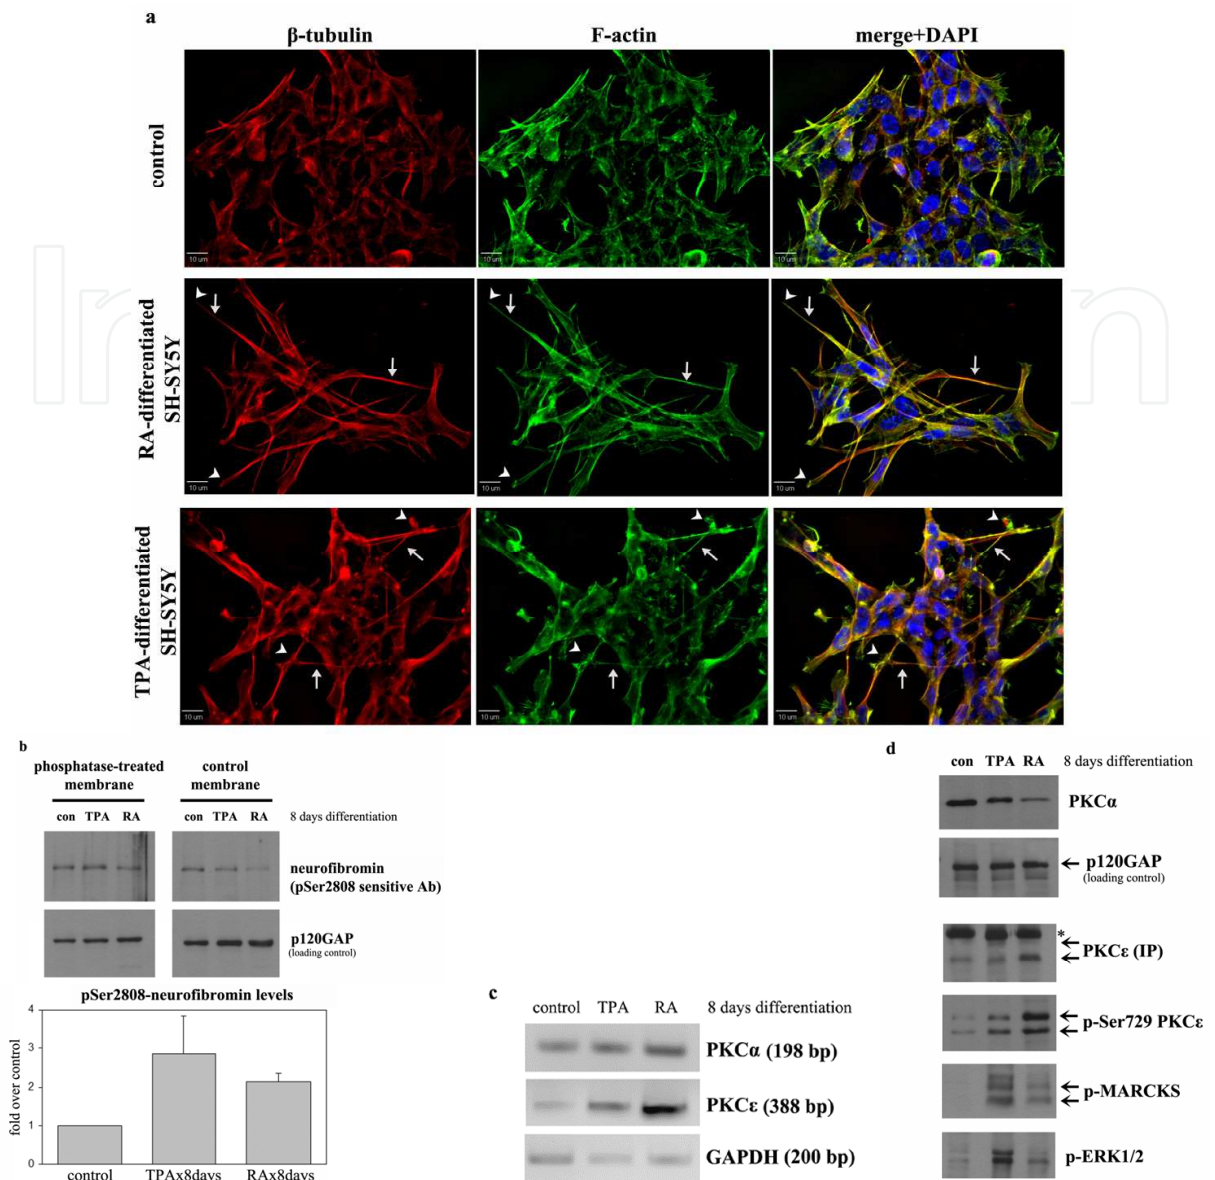 a
β-tubulin F-actin merge+DAPI
control
10 um 10 um 10 um
RA-differentiated
SH-SY5Y
10 um 10 um 10 um
TPA-differentiated
SH-SY5Y
10 um 10 um 10 um
b
phosphatase-treated
membrane
control
membrane
con TPA RA con TPA RA 8 days differentiation
neurofibromin
(pSer2808 sensitive Ab)
p120GAP
(loading control)
pSer2808-neurofibromin levels
fold over control
4
3
2
1
0
control TPAx8days RAx8days
c
control TPA RA 8 days differentiation
PKCα (198 bp)
PKCε (388 bp)
GAPDH (200 bp)
d
con TPA RA 8 days differentiation
PKCα
p120GAP
(loading control)
*
PKCε (IP)
p-Ser729 PKCε
p-MARCKS
p-ERK1/2